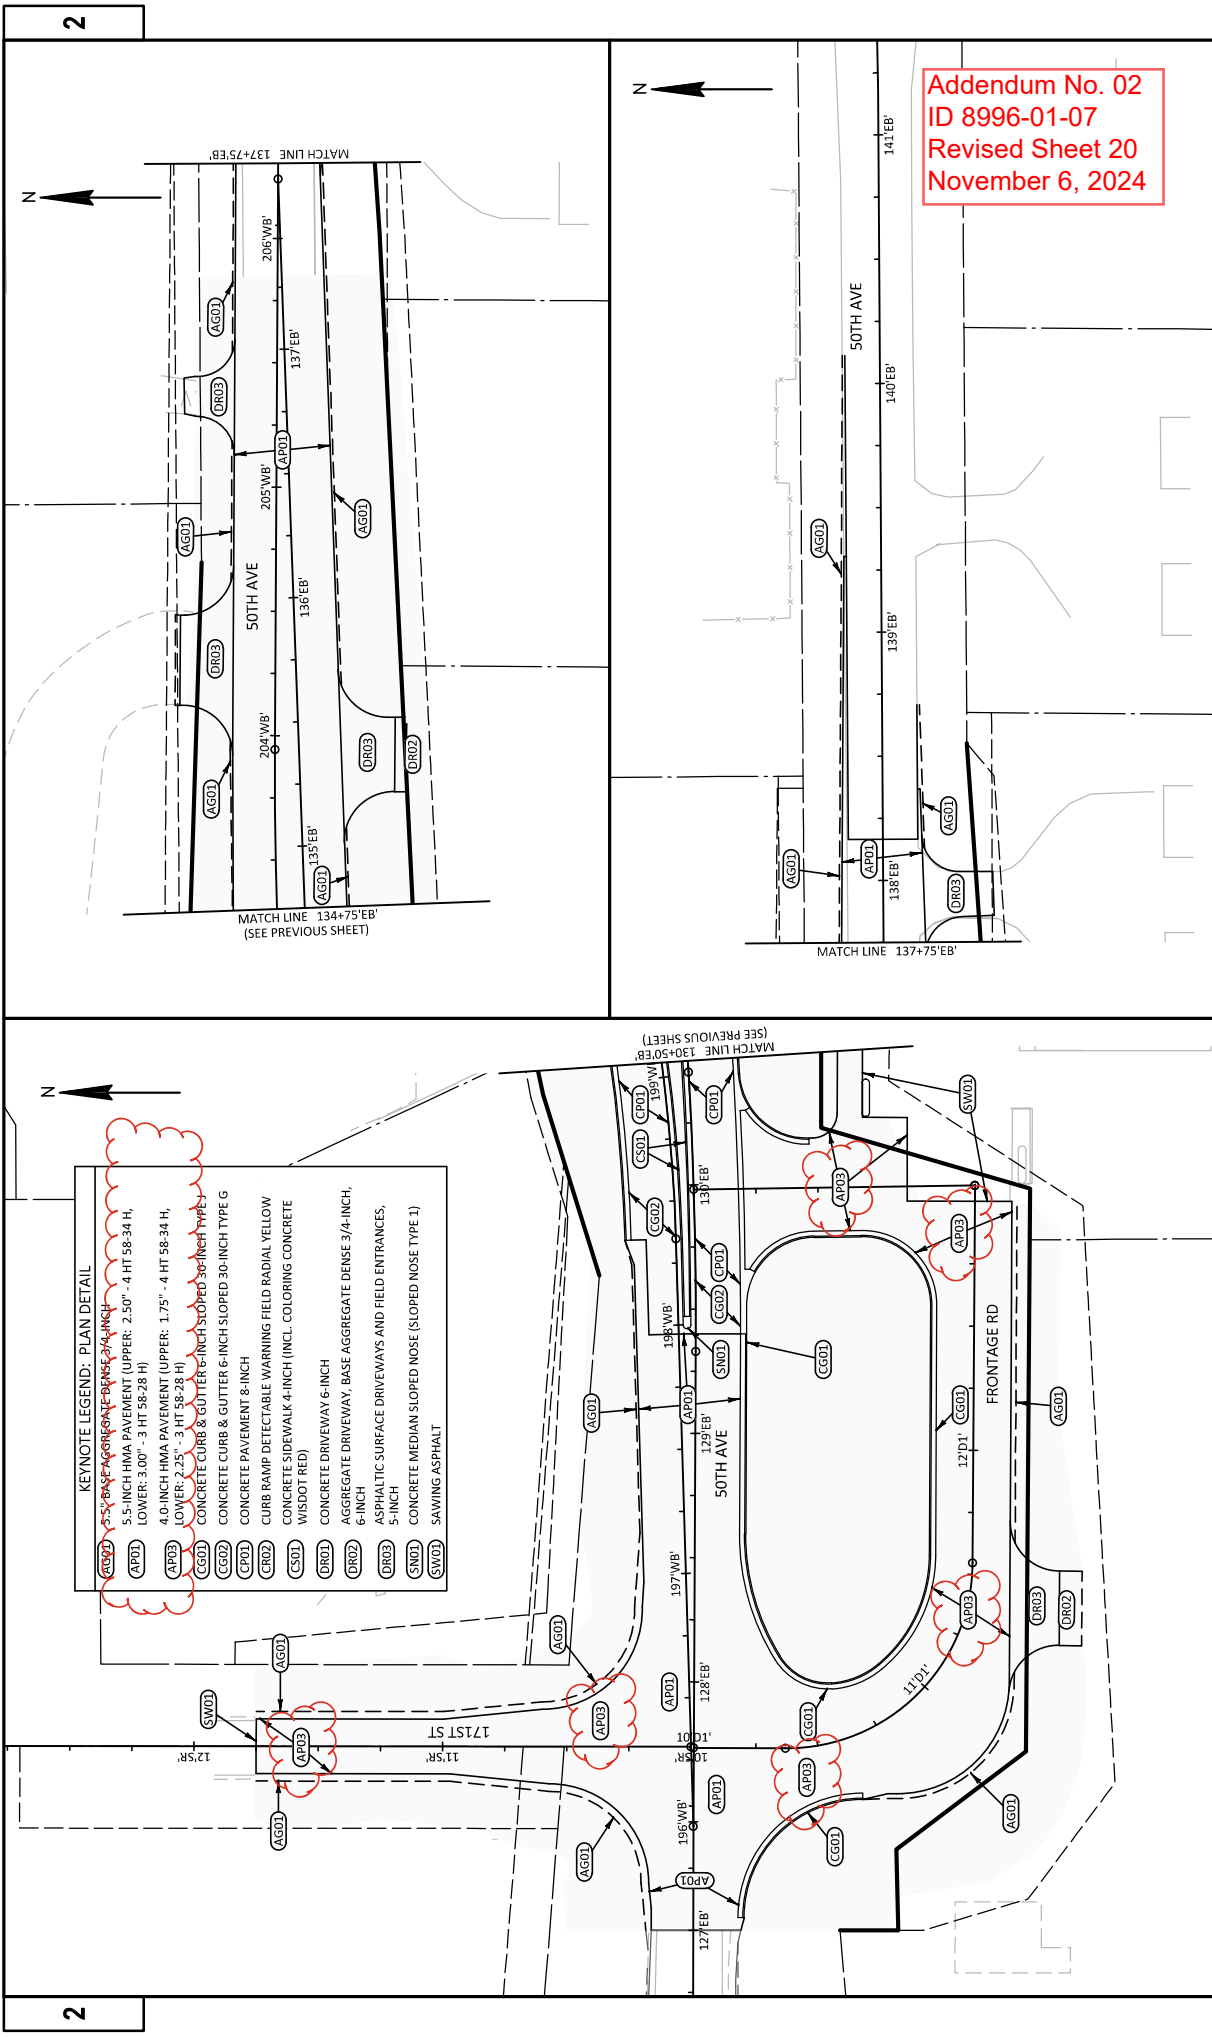 2
N
MATCH LINE 137+75'EB'
206'WB'
AG01
137'EB'
DR03
AP01
205'WB'
AG01
AG01
50TH AVE
136'EB'
DR03
204'WB'
DR03
DR02
AG01
135'EB'
AG01
MATCH LINE 134+75'EB'
(SEE PREVIOUS SHEET)
N
Addendum No. 02
ID 8996-01-07
Revised Sheet 20
November 6, 2024
141'EB'
50TH AVE
140'EB'
AG01
139'EB'
AG01
AG01
AP01
138'EB'
DR03
MATCH LINE 137+75'EB'
N
KEYNOTE LEGEND: PLAN DETAIL
AG01 5.5" BASE AGGREGATE DENSE 3/4-INCH
AP01 5.5-INCH HMA PAVEMENT (UPPER: 2.50" - 4 HT 58-34 H,
LOWER: 3.00" - 3 HT 58-28 H)
AP03 4.0-INCH HMA PAVEMENT (UPPER: 1.75" - 4 HT 58-34 H,
LOWER: 2.25" - 3 HT 58-28 H)
CG01 CONCRETE CURB & GUTTER 6-INCH SLOPED 30-INCH TYPE J
CG02 CONCRETE CURB & GUTTER 6-INCH SLOPED 30-INCH TYPE G
CP01 CONCRETE PAVEMENT 8-INCH
CR02 CURB RAMP DETECTABLE WARNING FIELD RADIAL YELLOW
CS01 CONCRETE SIDEWALK 4-INCH (INCL. COLORING CONCRETE
WISDOT RED)
DR01 CONCRETE DRIVEWAY 6-INCH
DR02 AGGREGATE DRIVEWAY, BASE AGGREGATE DENSE 3/4-INCH,
6-INCH
DR03 ASPHALTIC SURFACE DRIVEWAYS AND FIELD ENTRANCES,
5-INCH
SN01 CONCRETE MEDIAN SLOPED NOSE (SLOPED NOSE TYPE 1)
SW01 SAWING ASPHALT
MATCH LINE 130+50'EB'
(SEE PREVIOUS SHEET)
199'W
CP01
CP01
CS01
SW01
130'EB'
AP03
CG02
AP03
CP01
CG02
198'WB'
SN01
CG01
FRONTAGE RD
AG01
AP01
129'EB'
50TH AVE
CG01
AG01
12'D1'
197'WB'
AP03
DR03
DR02
AG01
AG01
SW01
AP01
128'EB'
11'D1'
AP03
AP03
CG01
171ST ST
12'SR'
11'SR'
10'SR'
10'D1'
AP03
AP01
AG01
196'WB'
AG01
CG01
AG01
AP01
127'EB'
2